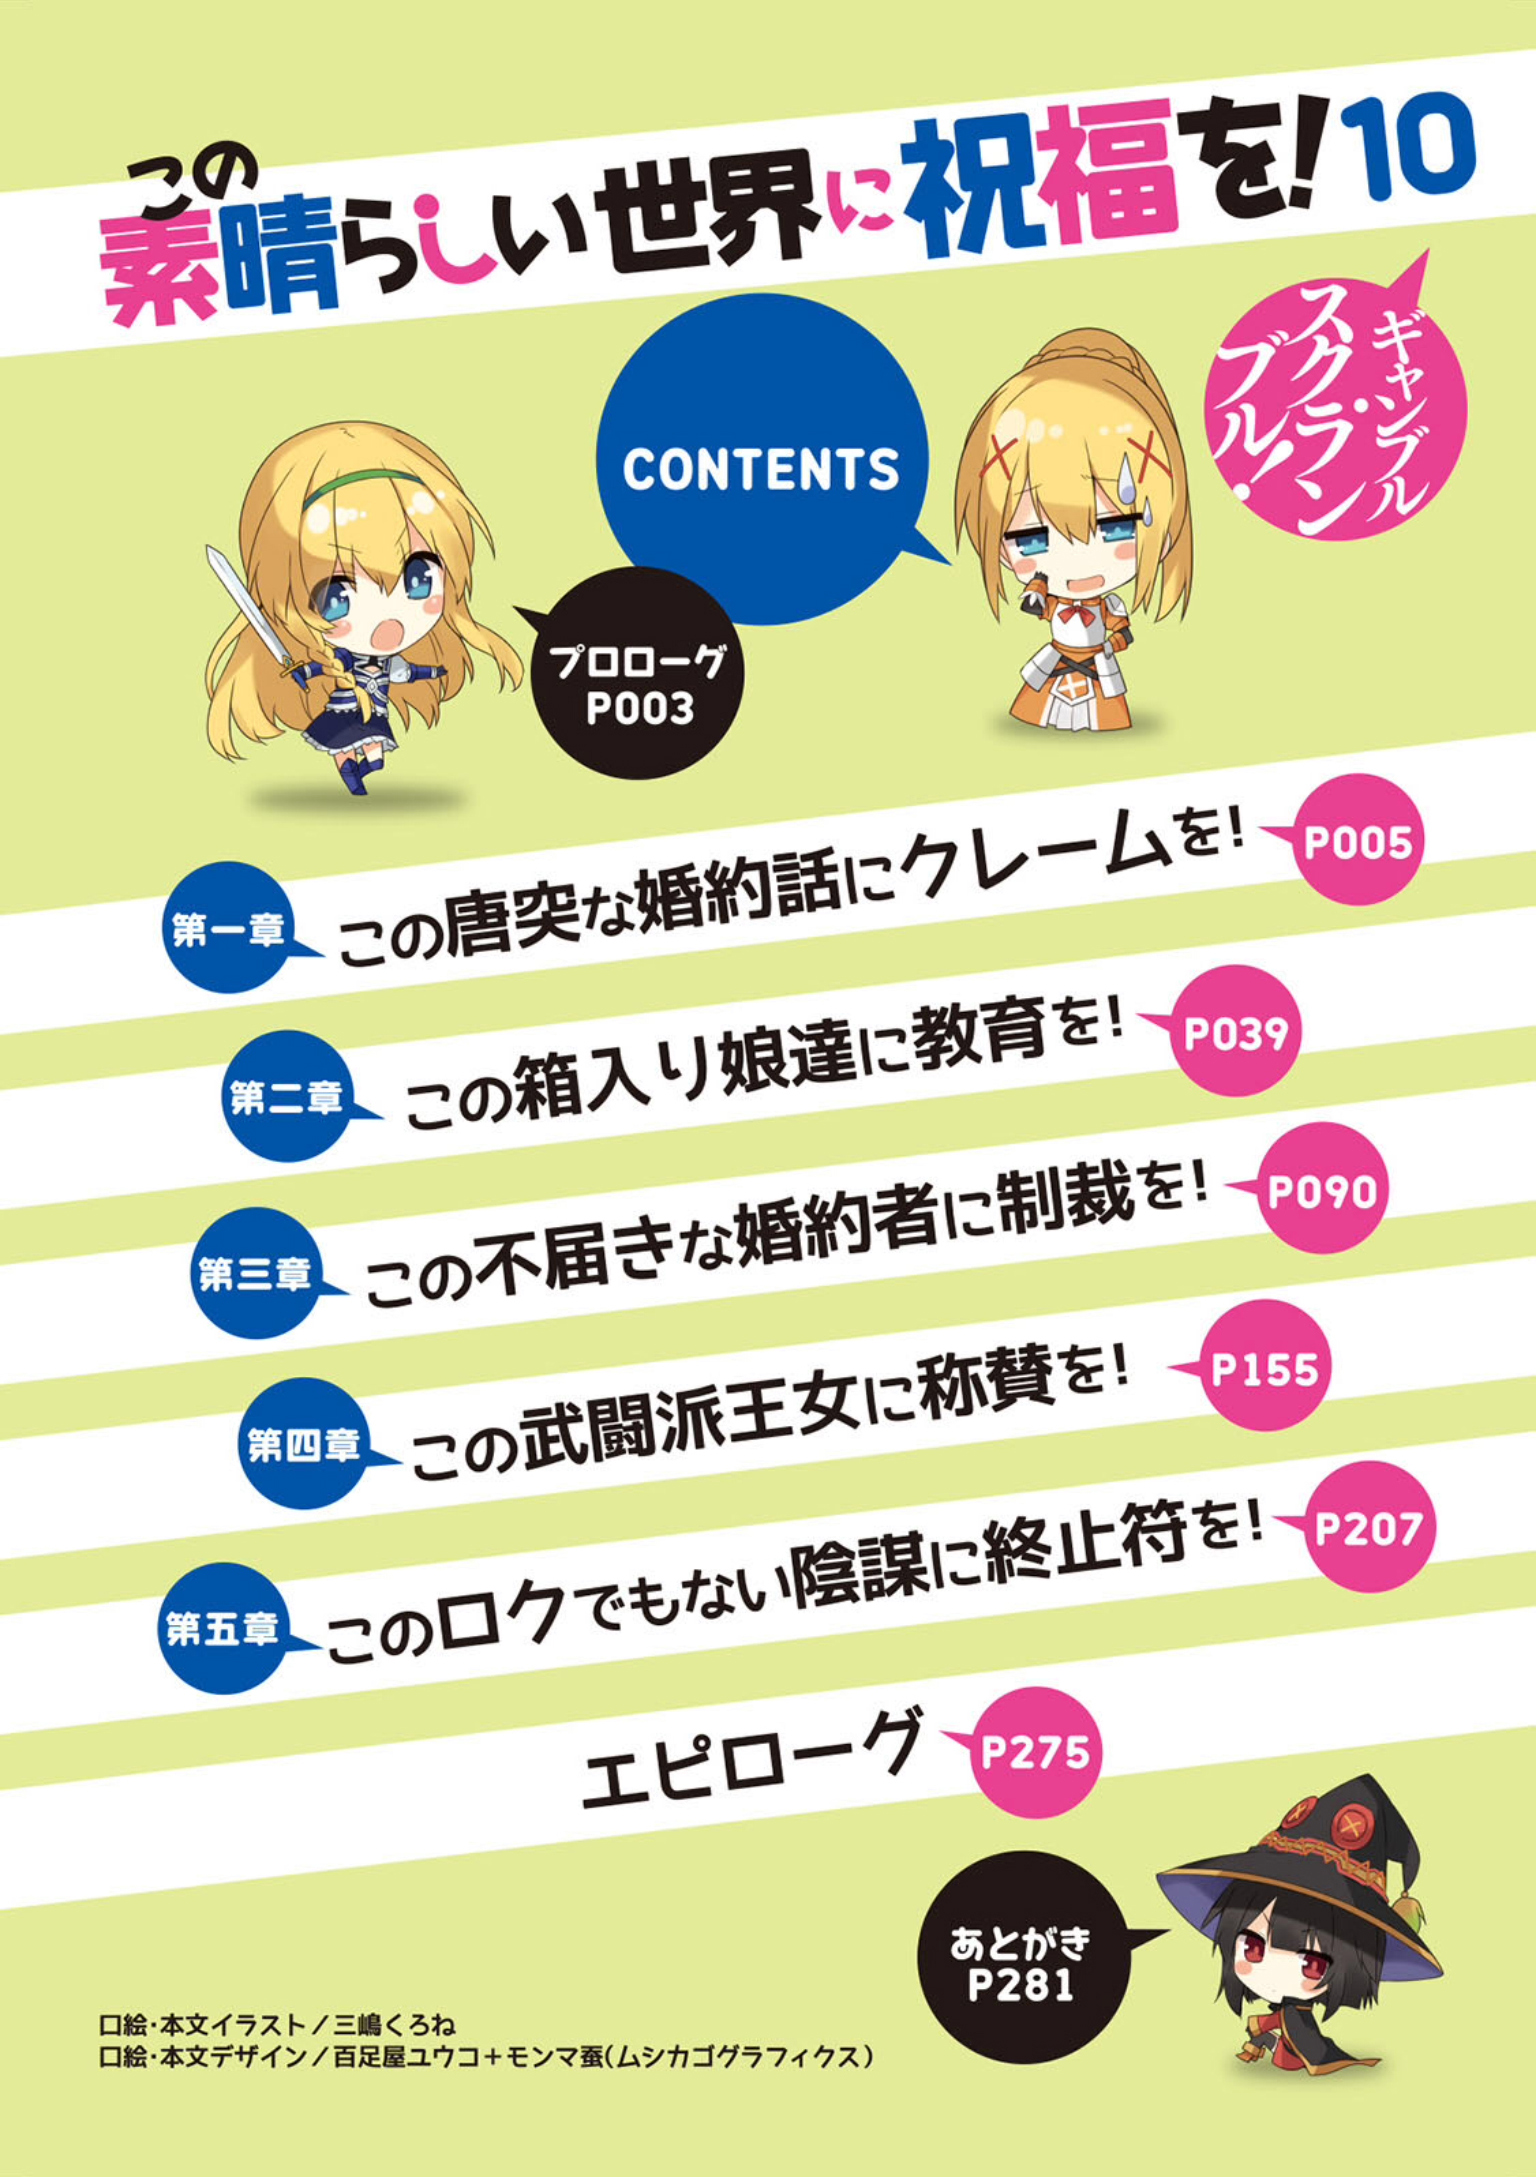 この
素晴らしい世界に祝福を!10
ギャンブル・
スクラン
ブル!
CONTENTS
プロローグ
P003
第一章 この唐突な婚約話にクレームを! P005
第二章 この箱入り娘達に教育を! P039
第三章 この不届きな婚約者に制裁を! P090
第四章 この武闘派王女に称賛を! P155
第五章 このロクでもない陰謀に終止符を! P207
エピローグ P275
あとがき
P281
口絵・本文イラスト/三嶋くろね
口絵・本文デザイン/百足屋ユウコ+モンマ蚕(ムシカゴグラフィクス)